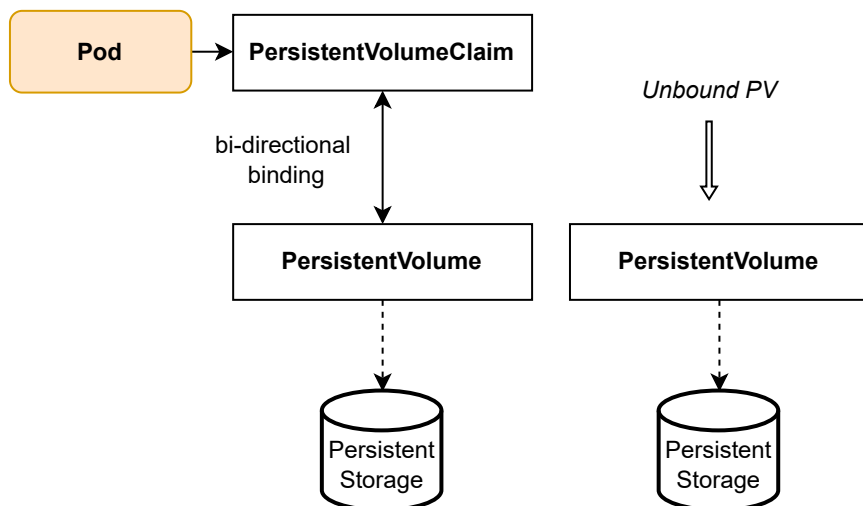 Pod
PersistentVolumeClaim
Unbound PV
bi-directional
binding
PersistentVolume
PersistentVolume
Persistent
Storage
Persistent
Storage